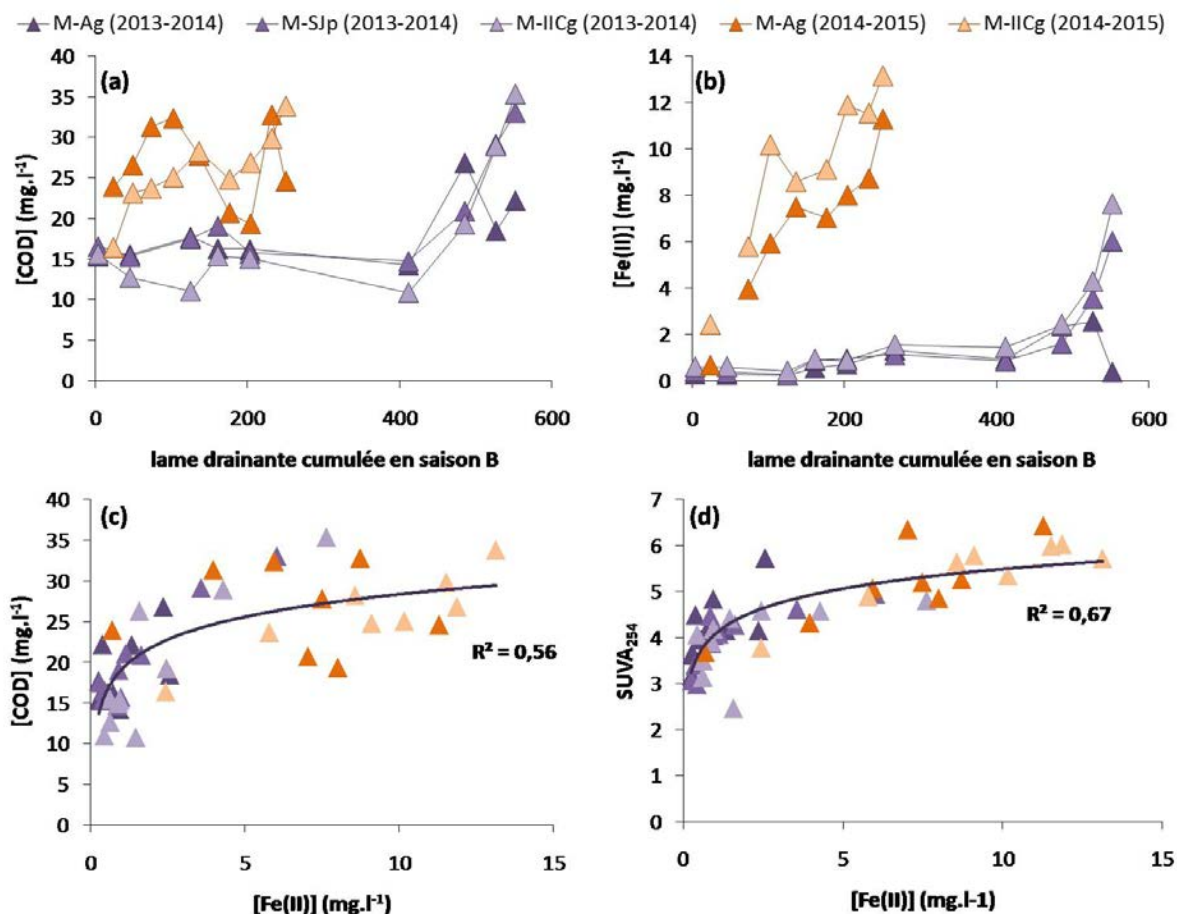 M-Ag (2013-2014) M-SJp (2013-2014) M-IICg (2013-2014) M-Ag (2014-2015) M-IICg (2014-2015)
(a)
[COD] (mg.l⁻¹)
40
35
30
25
20
15
10
5
0
0 200 400 600
lame drainante cumulée en saison B
(b)
[Fe(II)] (mg.l⁻¹)
14
12
10
8
6
4
2
0
0 200 400 600
lame drainante cumulée en saison B
(c)
[COD] (mg.l⁻¹)
40
35
30
25
20
15
10
5
0
R² = 0,56
0 5 10 15
[Fe(II)] (mg.l⁻¹)
(d)
SUVA₂₅₄
7
6
5
4
3
2
1
0
R² = 0,67
0 5 10 15
[Fe(II)] (mg.l-1)